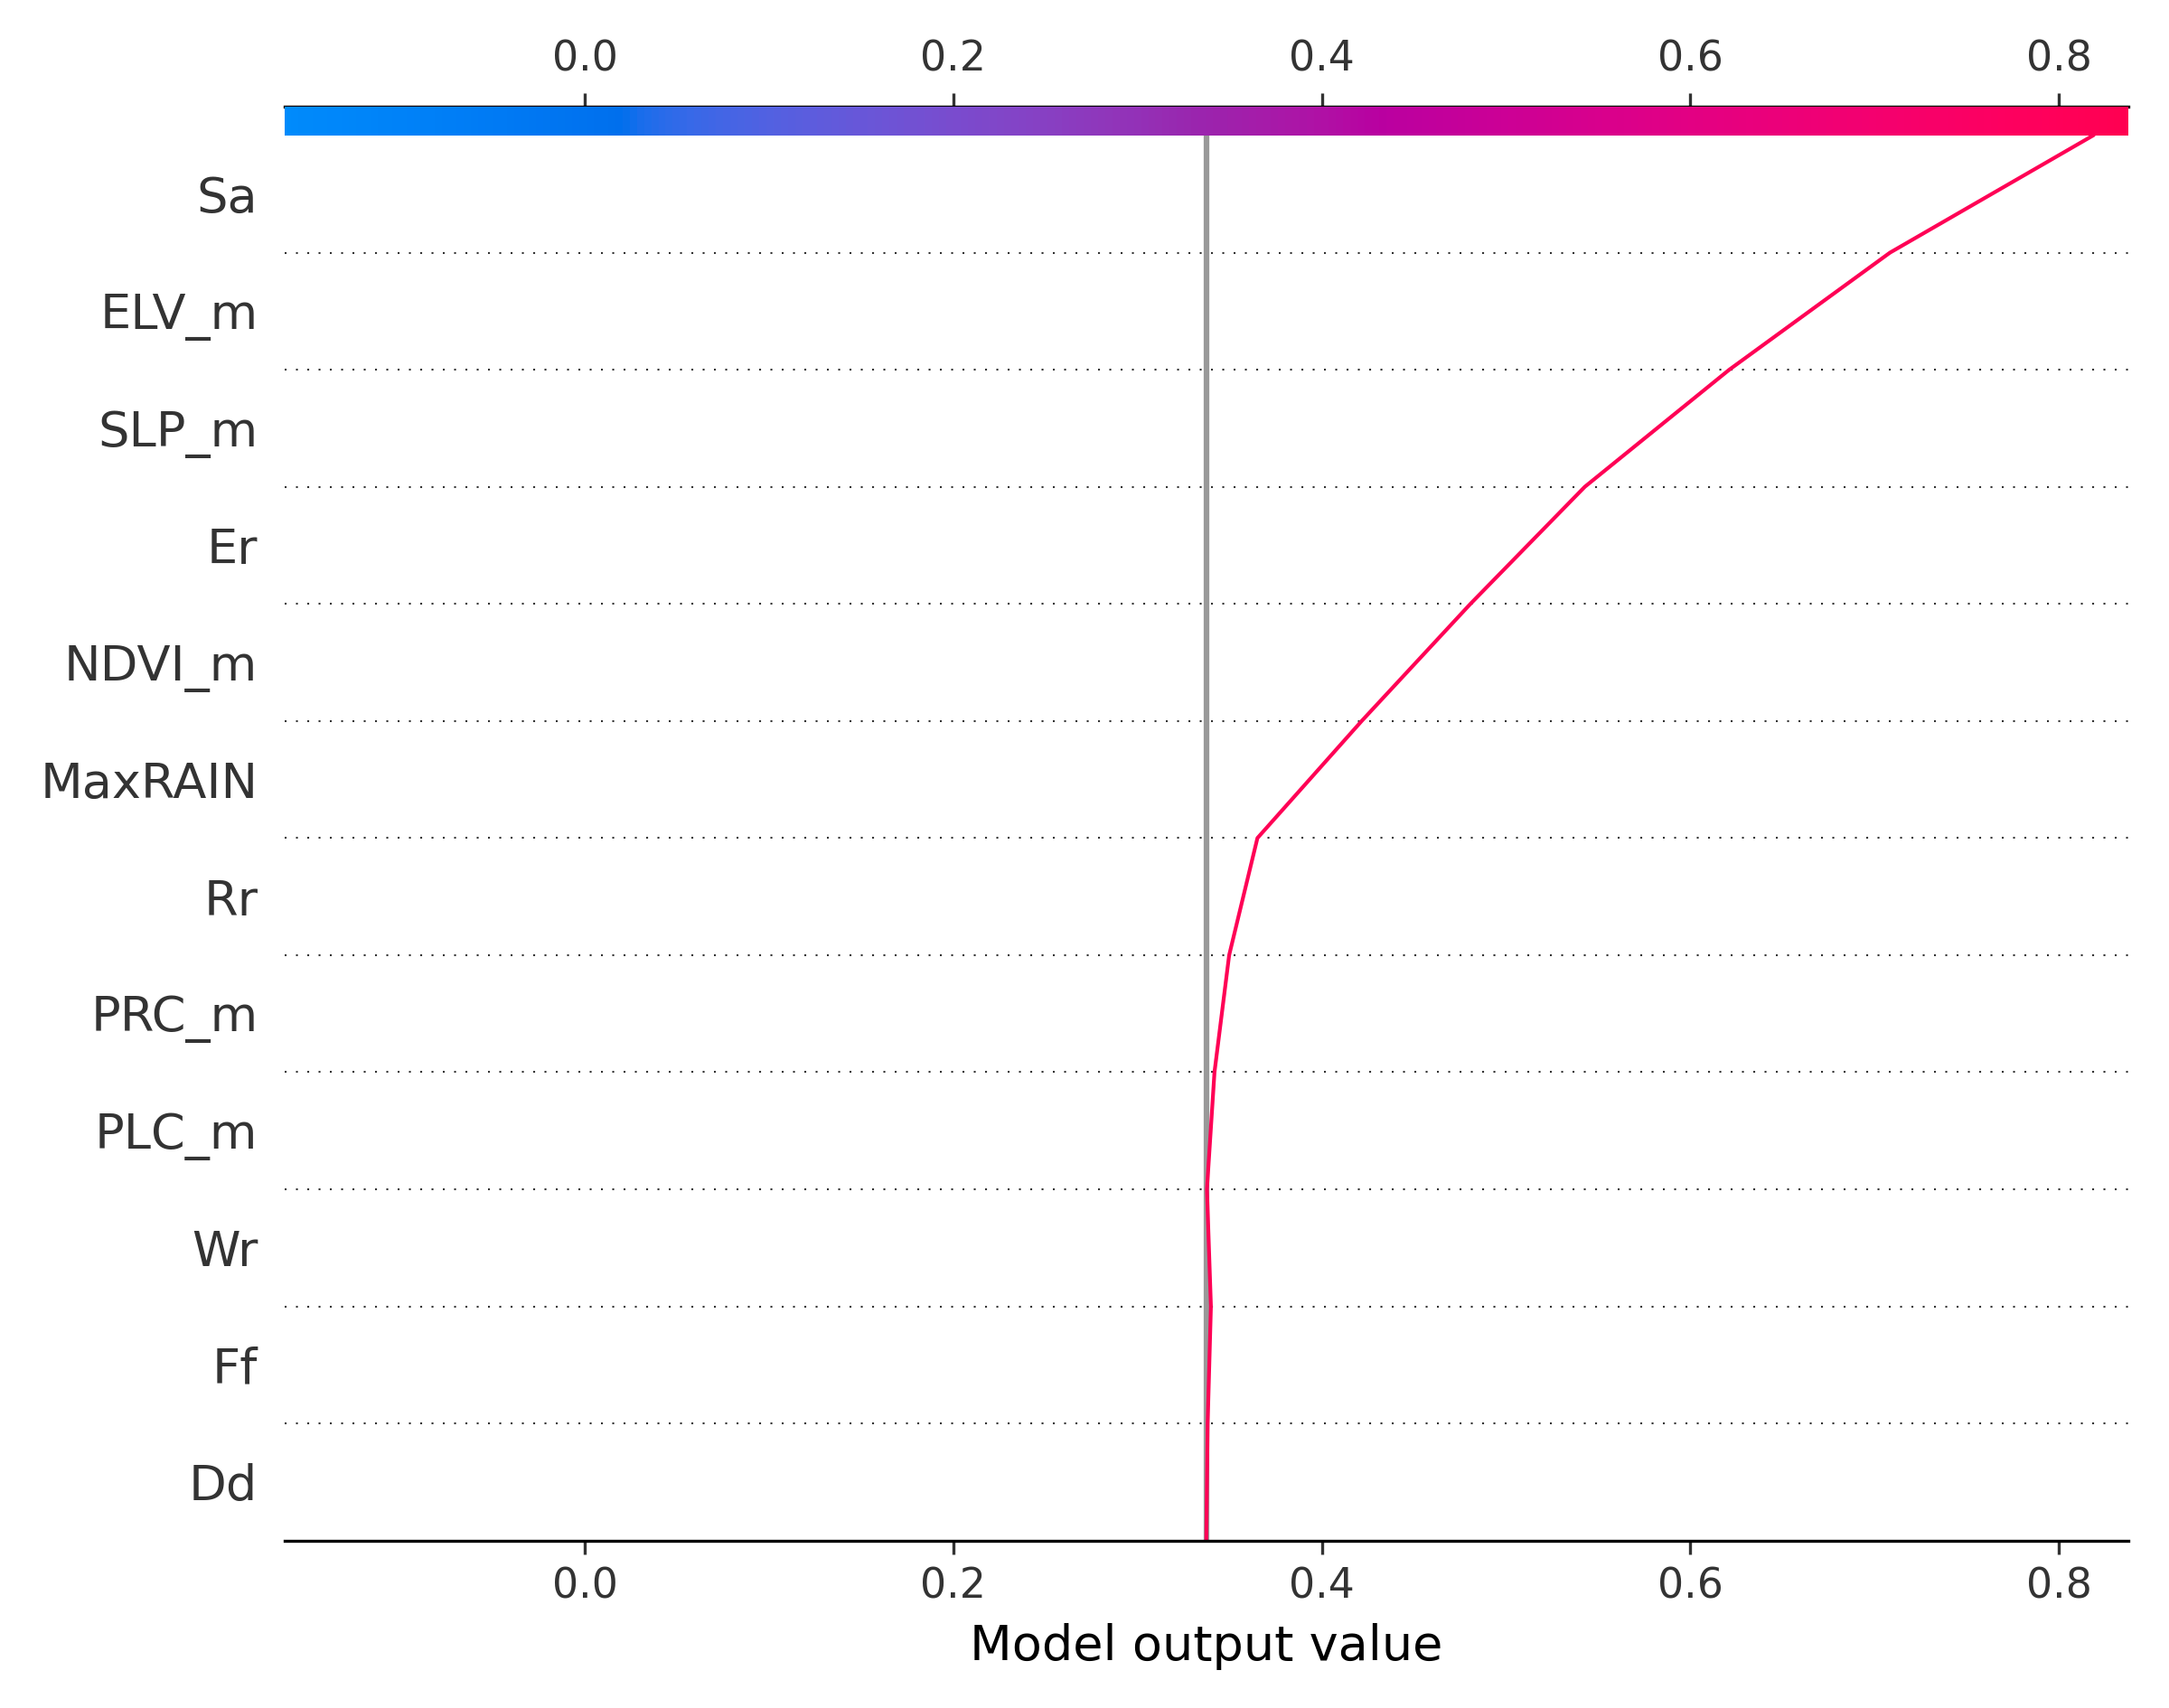 0.0 0.2 0.4 0.6 0.8
Sa
ELV_m
SLP_m
Er
NDVI_m
MaxRAIN
Rr
PRC_m
PLC_m
Wr
Ff
Dd
0.0 0.2 0.4 0.6 0.8
Model output value